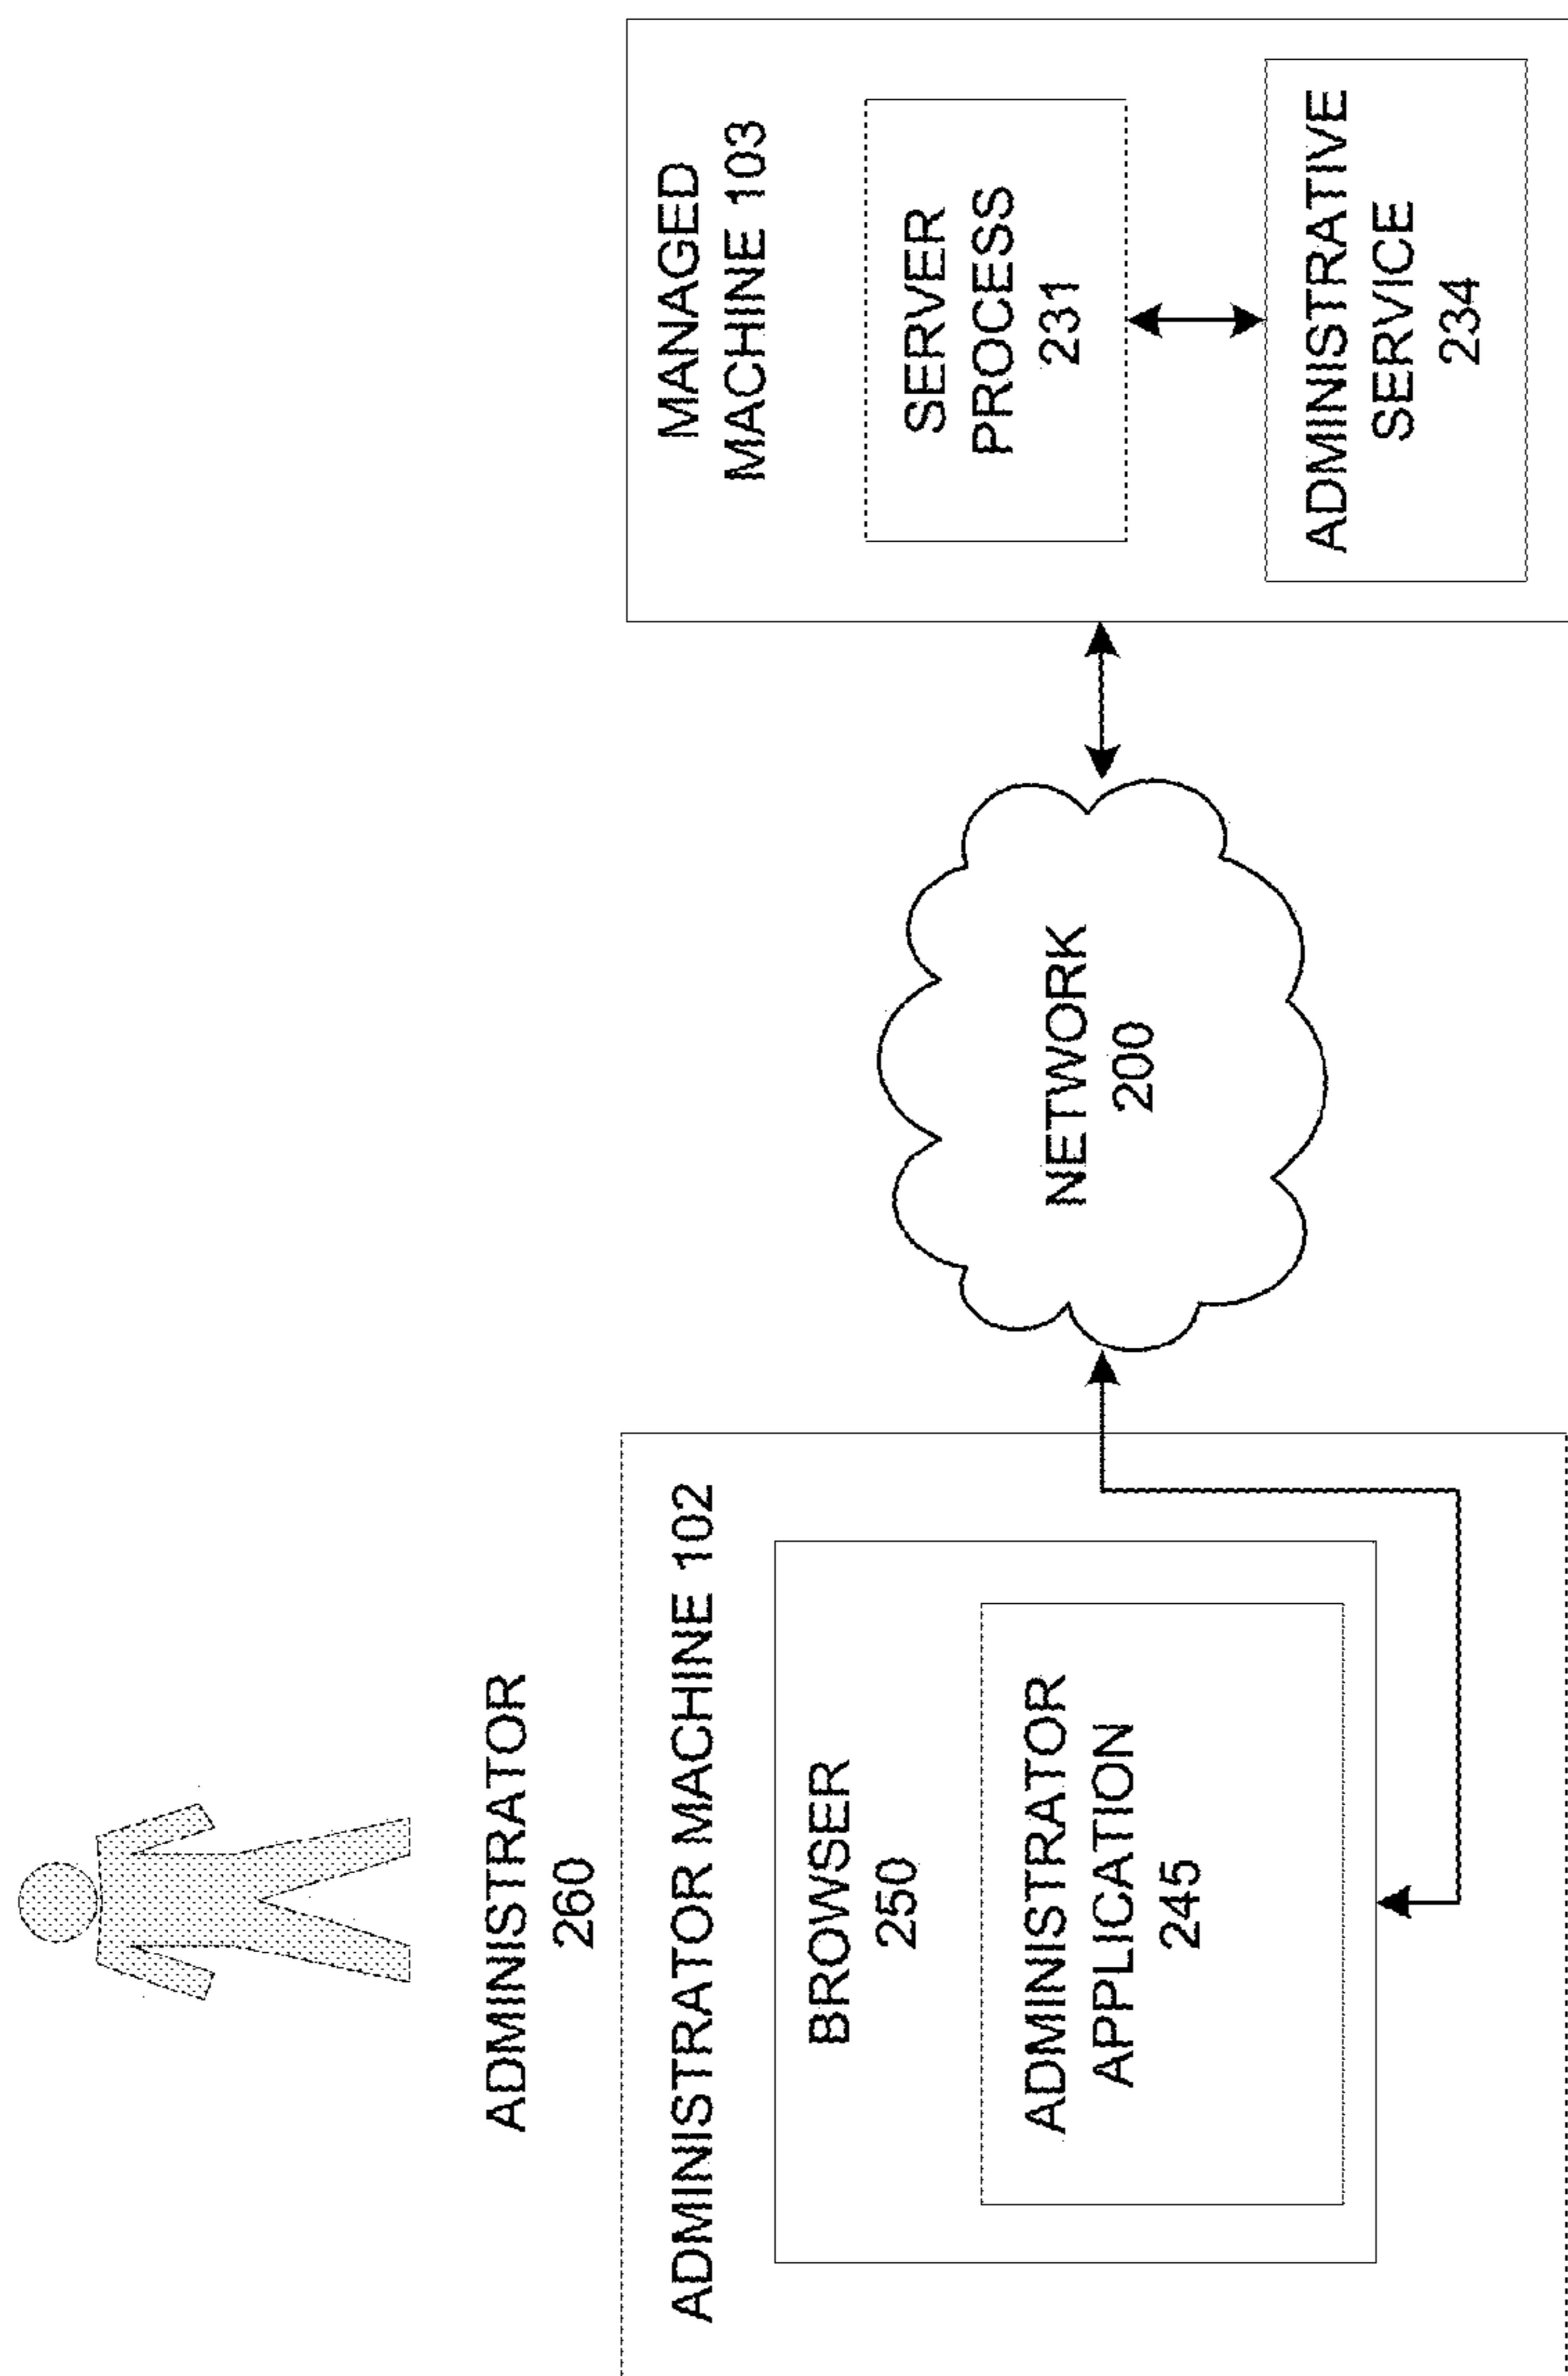 ADMINISTRATOR
260
ADMINISTRATOR MACHINE 102
BROWSER
250
ADMINISTRATOR
APPLICATION
245
NETWORK
200
MANAGED
MACHINE 103
SERVER
PROCESS
231
ADMINISTRATIVE
SERVICE
234